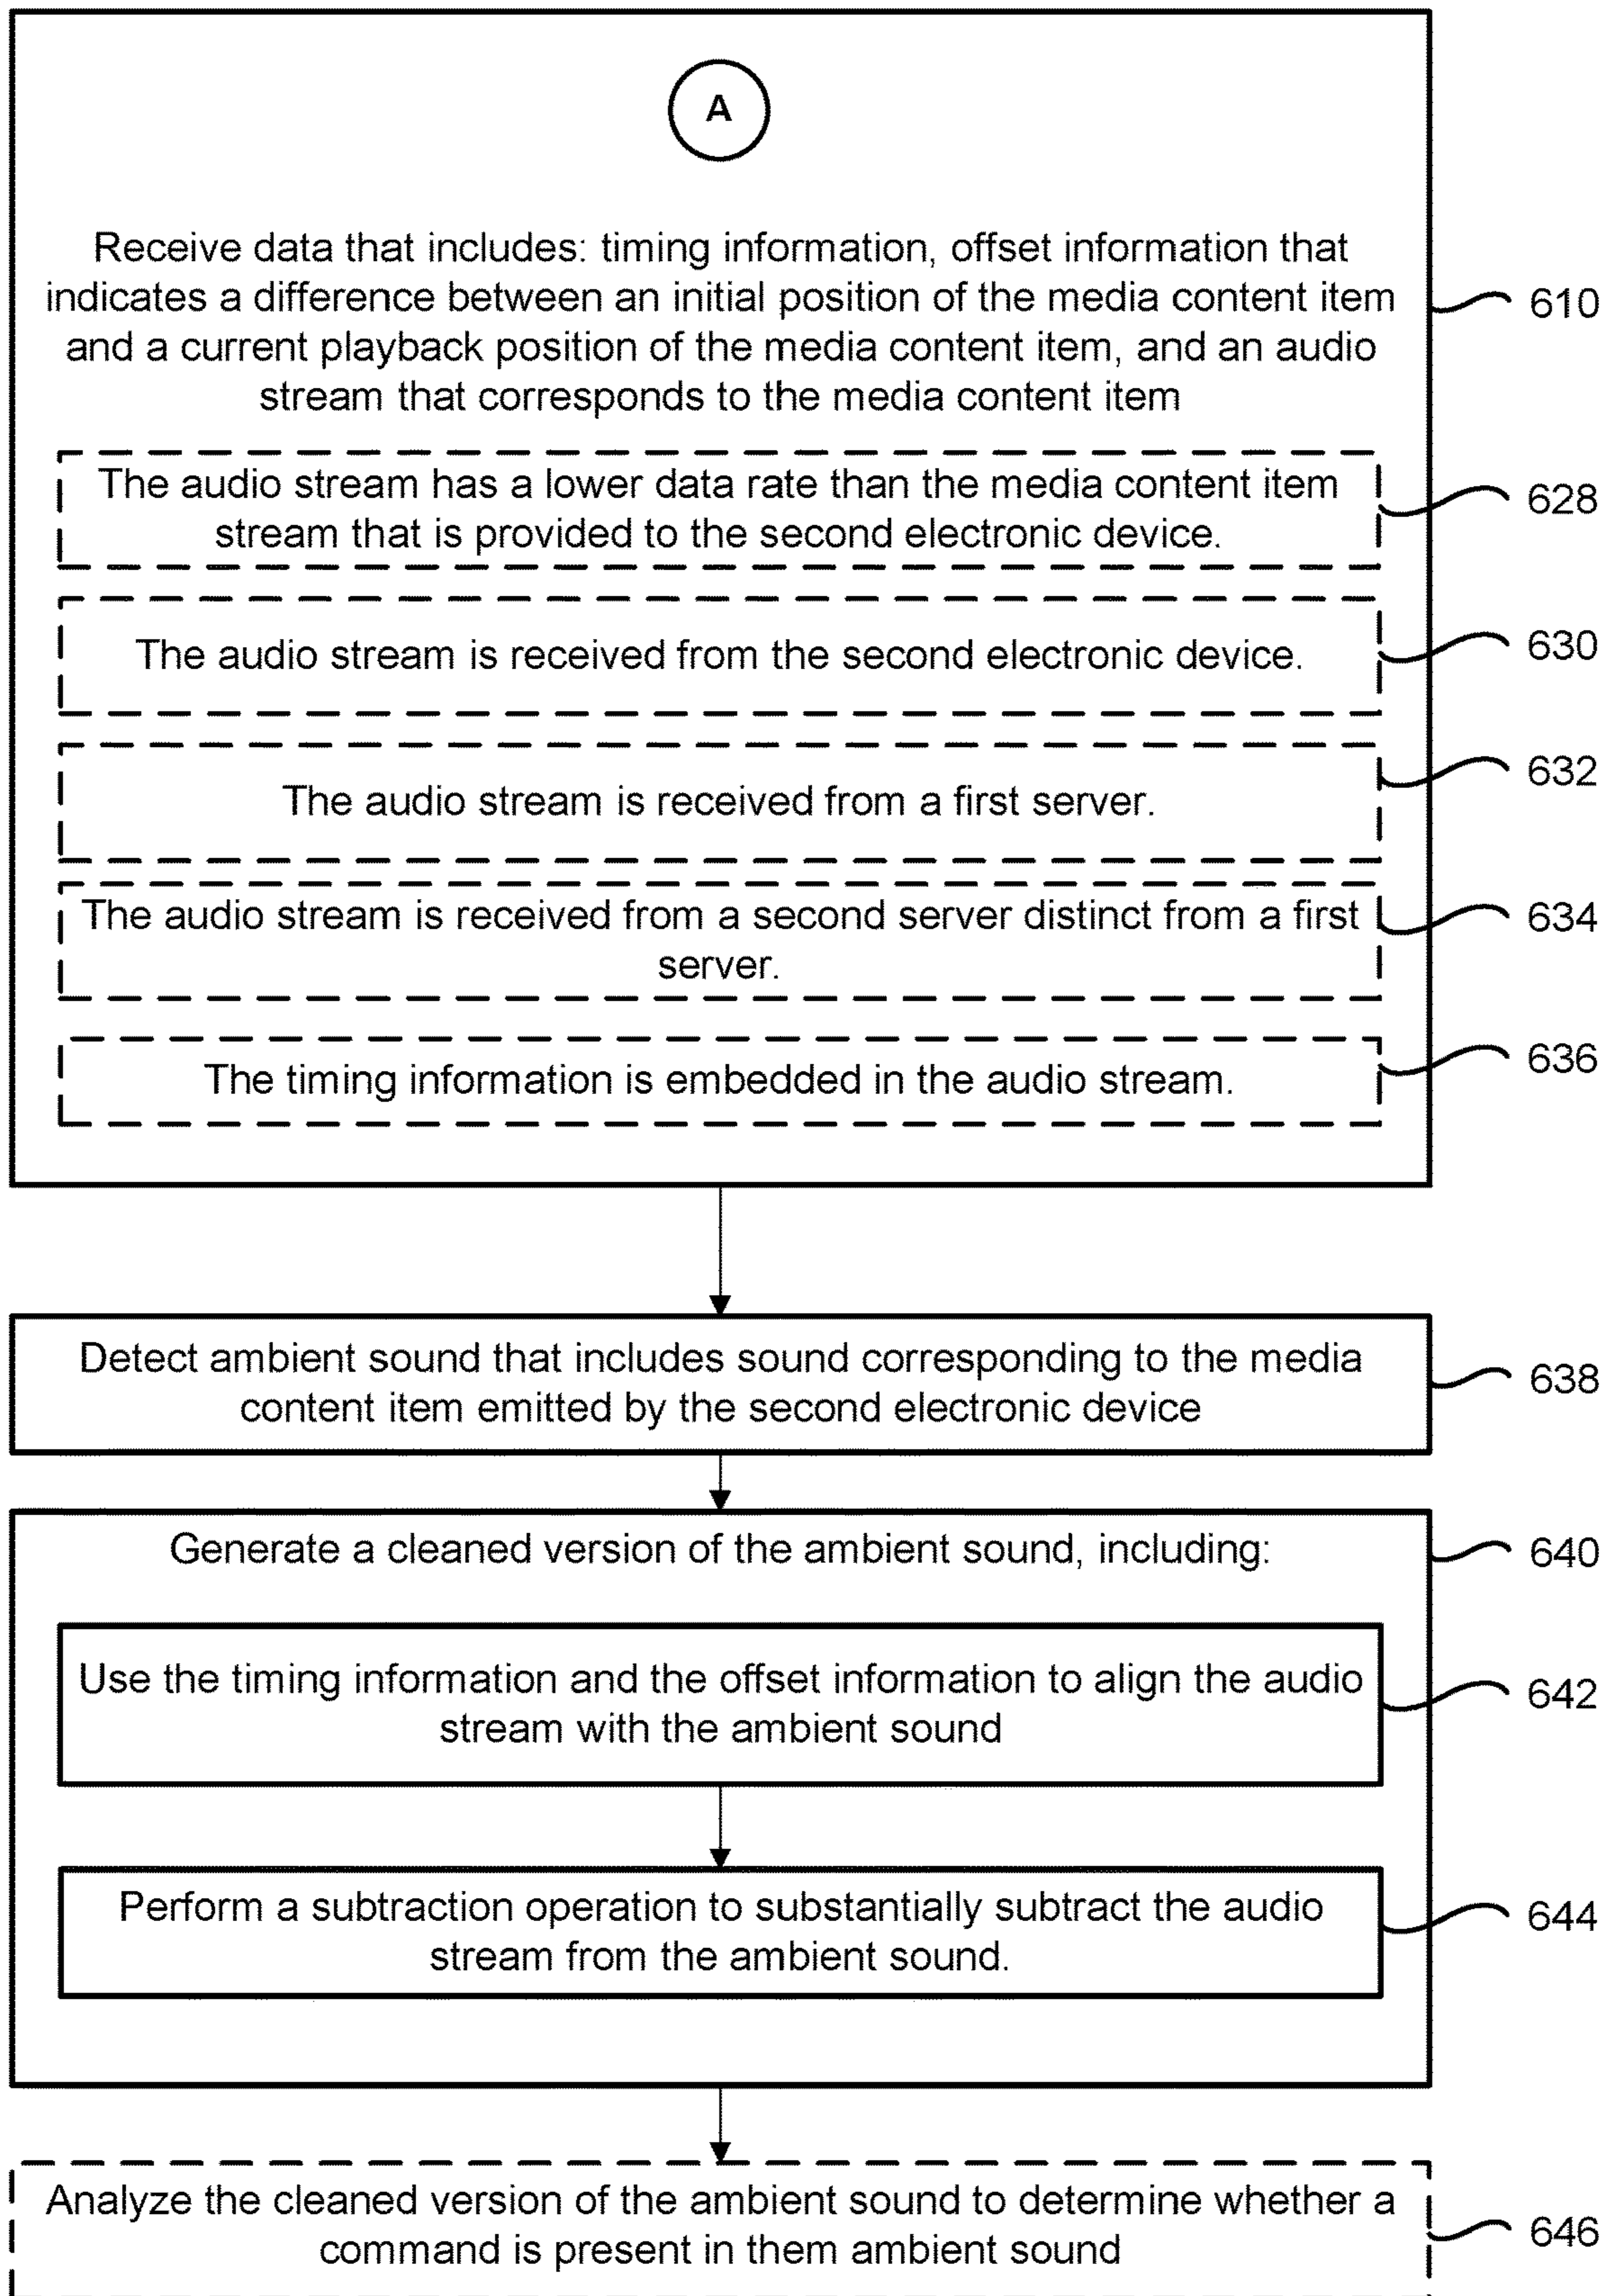 A
Receive data that includes: timing information, offset information that
indicates a difference between an initial position of the media content item
and a current playback position of the media content item, and an audio
stream that corresponds to the media content item
610
The audio stream has a lower data rate than the media content item
stream that is provided to the second electronic device.
628
The audio stream is received from the second electronic device.
630
The audio stream is received from a first server.
632
The audio stream is received from a second server distinct from a first
server.
634
The timing information is embedded in the audio stream.
636
Detect ambient sound that includes sound corresponding to the media
content item emitted by the second electronic device
638
Generate a cleaned version of the ambient sound, including:
640
Use the timing information and the offset information to align the audio
stream with the ambient sound
642
Perform a subtraction operation to substantially subtract the audio
stream from the ambient sound.
644
Analyze the cleaned version of the ambient sound to determine whether a
command is present in them ambient sound
646